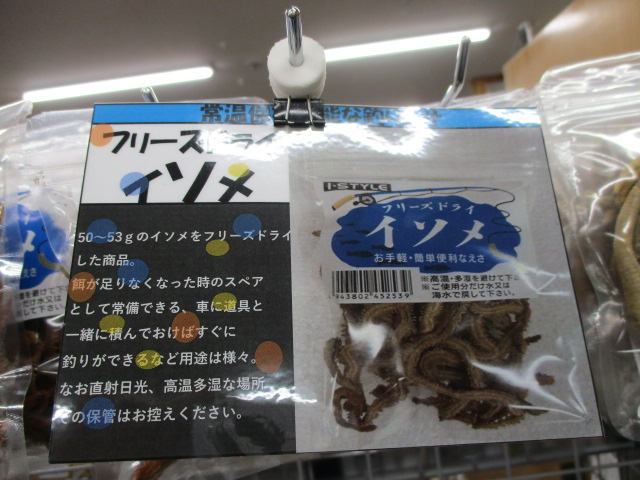 常温保 能な釣
フリーズドライ
イソメ
50～53gのイソメをフリーズドライ
した商品。
餌が足りなくなった時のスペア
として常備できる、車に道具と
一緒に積んでおけばすぐに
釣りができるなど用途は様々。
なお直射日光、高温多湿な場所
での保管はお控えください。
I-STYLE
フリーズドライ
イソメ
お手軽・簡単便利なえさ
※高温・多湿を避けて下
※ご使用分だけ水又は
海水で戻して下さい。
943802 452539